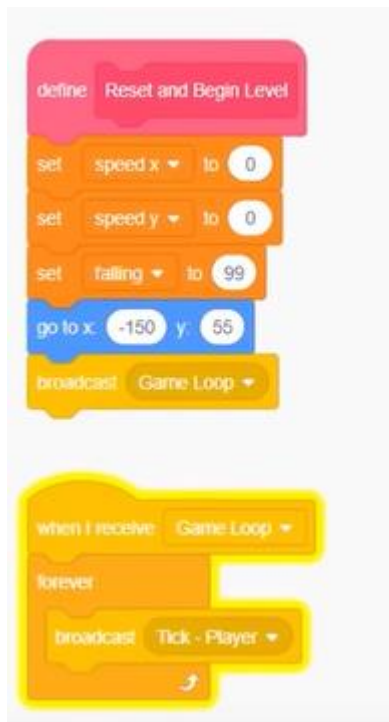 define Reset and Begin Level
set speed x to 0
set speed y to 0
set falling to 99
go to x: -150 y: 55
broadcast Game Loop
when I receive Game Loop
forever
broadcast Tick - Player